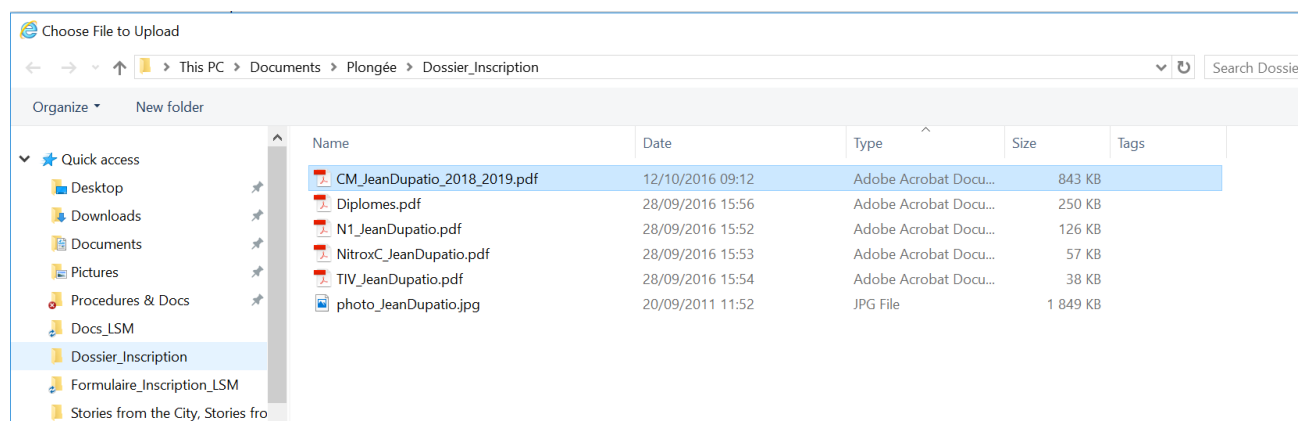 Choose File to Upload
This PC > Documents > Plongée > Dossier_Inscription
Search Dossie
Organize
New folder
Name Date Type Size Tags
Quick access
Desktop
Downloads
Documents
Pictures
Procedures & Docs
Docs_LSM
Dossier_Inscription
Formulaire_Inscription_LSM
Stories from the City, Stories fro
CM_JeanDupatio_2018_2019.pdf 12/10/2016 09:12 Adobe Acrobat Docu... 843 KB
Diplomes.pdf 28/09/2016 15:56 Adobe Acrobat Docu... 250 KB
N1_JeanDupatio.pdf 28/09/2016 15:52 Adobe Acrobat Docu... 126 KB
NitroxC_JeanDupatio.pdf 28/09/2016 15:53 Adobe Acrobat Docu... 57 KB
TIV_JeanDupatio.pdf 28/09/2016 15:54 Adobe Acrobat Docu... 38 KB
photo_JeanDupatio.jpg 20/09/2011 11:52 JPG File 1 849 KB